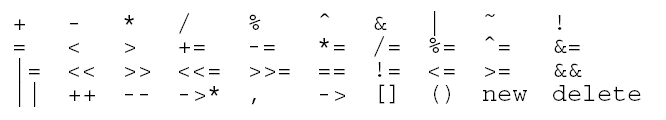 + - * / % ^ & | ~ !
= < > += -= *= /= %= ^= &=
|= << >> <<= >>= == != <= >= &&
|| ++ -- ->* , -> [] () new delete